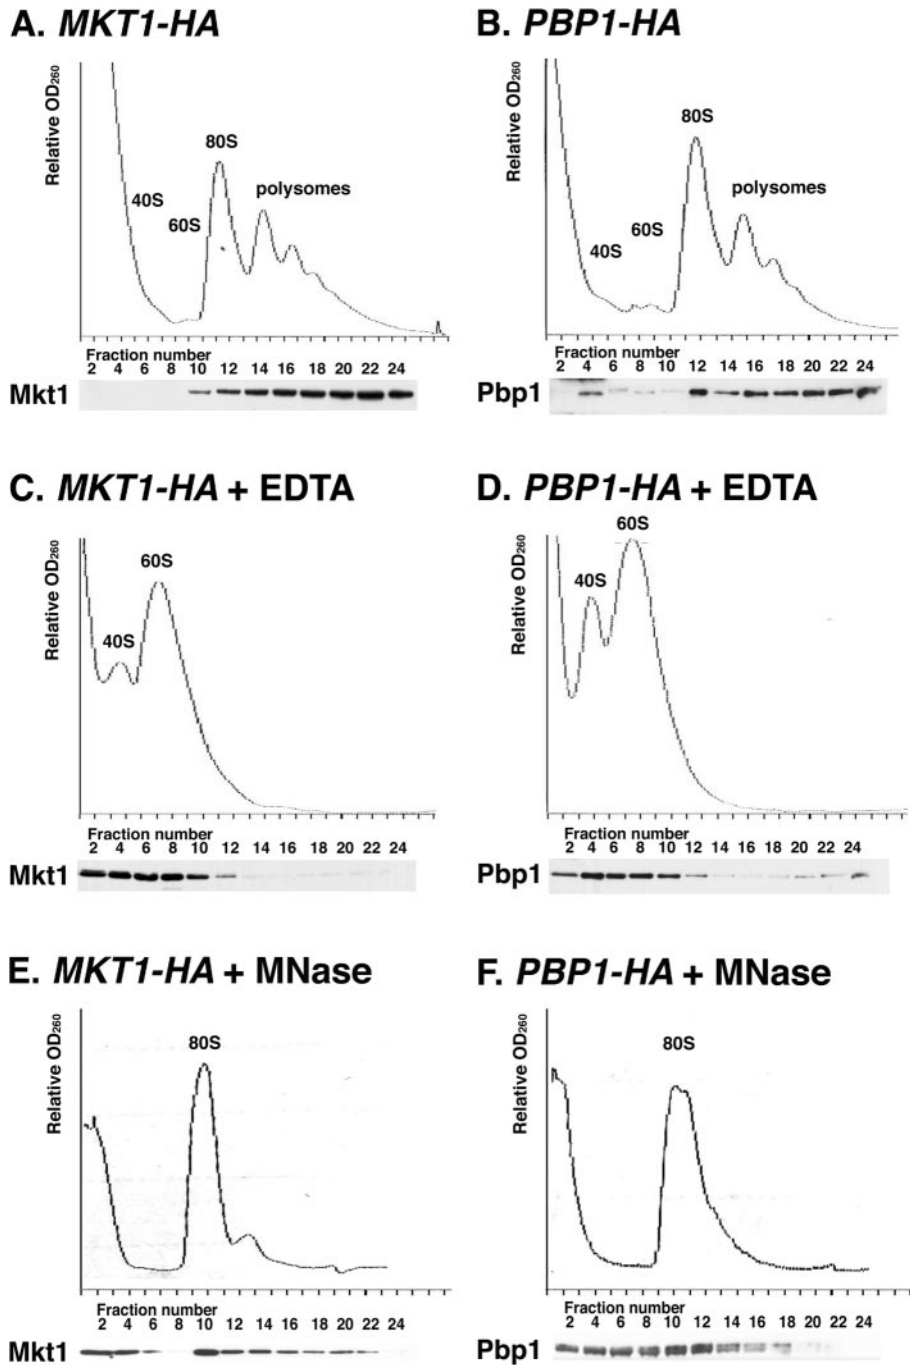 A. MKT1-HA
Relative OD260
40S
60S
80S
polysomes
Fraction number
2 4 6 8 10 12 14 16 18 20 22 24
Mkt1
B. PBP1-HA
Relative OD260
40S
60S
80S
polysomes
Fraction number
2 4 6 8 10 12 14 16 18 20 22 24
Pbp1
C. MKT1-HA + EDTA
Relative OD260
40S
60S
Fraction number
2 4 6 8 10 12 14 16 18 20 22 24
Mkt1
D. PBP1-HA + EDTA
Relative OD260
40S
60S
Fraction number
2 4 6 8 10 12 14 16 18 20 22 24
Pbp1
E. MKT1-HA + MNase
Relative OD260
80S
Fraction number
2 4 6 8 10 12 14 16 18 20 22 24
Mkt1
F. PBP1-HA + MNase
Relative OD260
80S
Fraction number
2 4 6 8 10 12 14 16 18 20 22 24
Pbp1